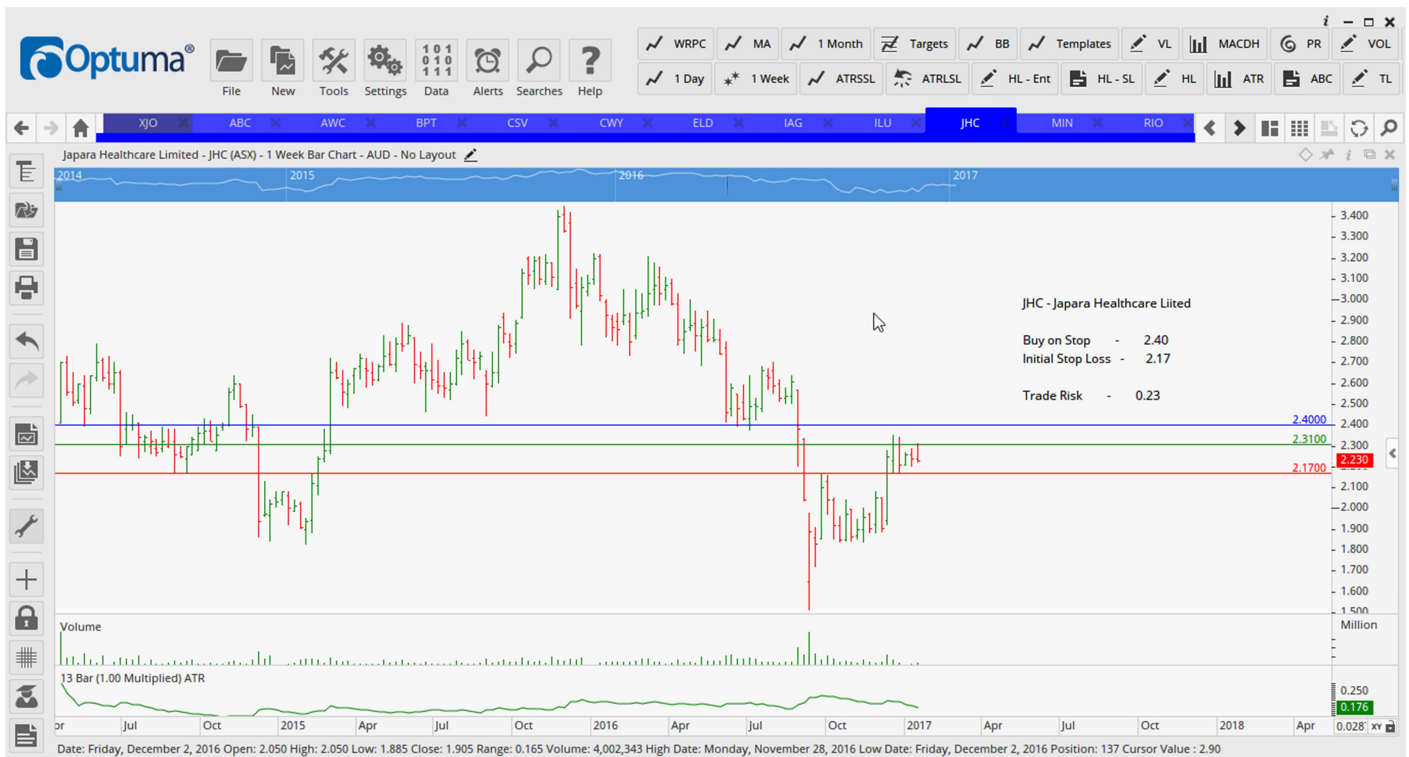 Optuma®
File
New
Tools
Settings
101
010
111
Data
Alerts
Searches
Help
WRPC
MA
1 Month
Targets
BB
Templates
VL
MACDH
PR
VOL
1 Day
1 Week
ATRSSL
ATRLSL
HL - Ent
HL - SL
HL
ATR
ABC
TL
XJO
ABC
AWC
BPT
CSV
CWY
ELD
IAG
ILU
JHC
MIN
RIO
Japara Healthcare Limited - JHC (ASX) - 1 Week Bar Chart - AUD - No Layout
2014
2015
2016
2017
JHC - Japara Healthcare Liited
Buy on Stop - 2.40
Initial Stop Loss - 2.17
Trade Risk - 0.23
2.4000
2.3100
2.1700
3.400
3.300
3.200
3.100
3.000
2.900
2.800
2.700
2.600
2.500
2.400
2.300
2.230
2.100
2.000
1.900
1.800
1.700
1.600
1.500
Volume
Million
13 Bar (1.00 Multiplied) ATR
0.250
0.176
pr Jul Oct 2015 Apr Jul Oct 2016 Apr Jul Oct 2017 Apr Jul Oct 2018 Apr
0.028
XY
Date: Friday, December 2, 2016 Open: 2.050 High: 2.050 Low: 1.885 Close: 1.905 Range: 0.165 Volume: 4,002,343 High Date: Monday, November 28, 2016 Low Date: Friday, December 2, 2016 Position: 137 Cursor Value : 2.90